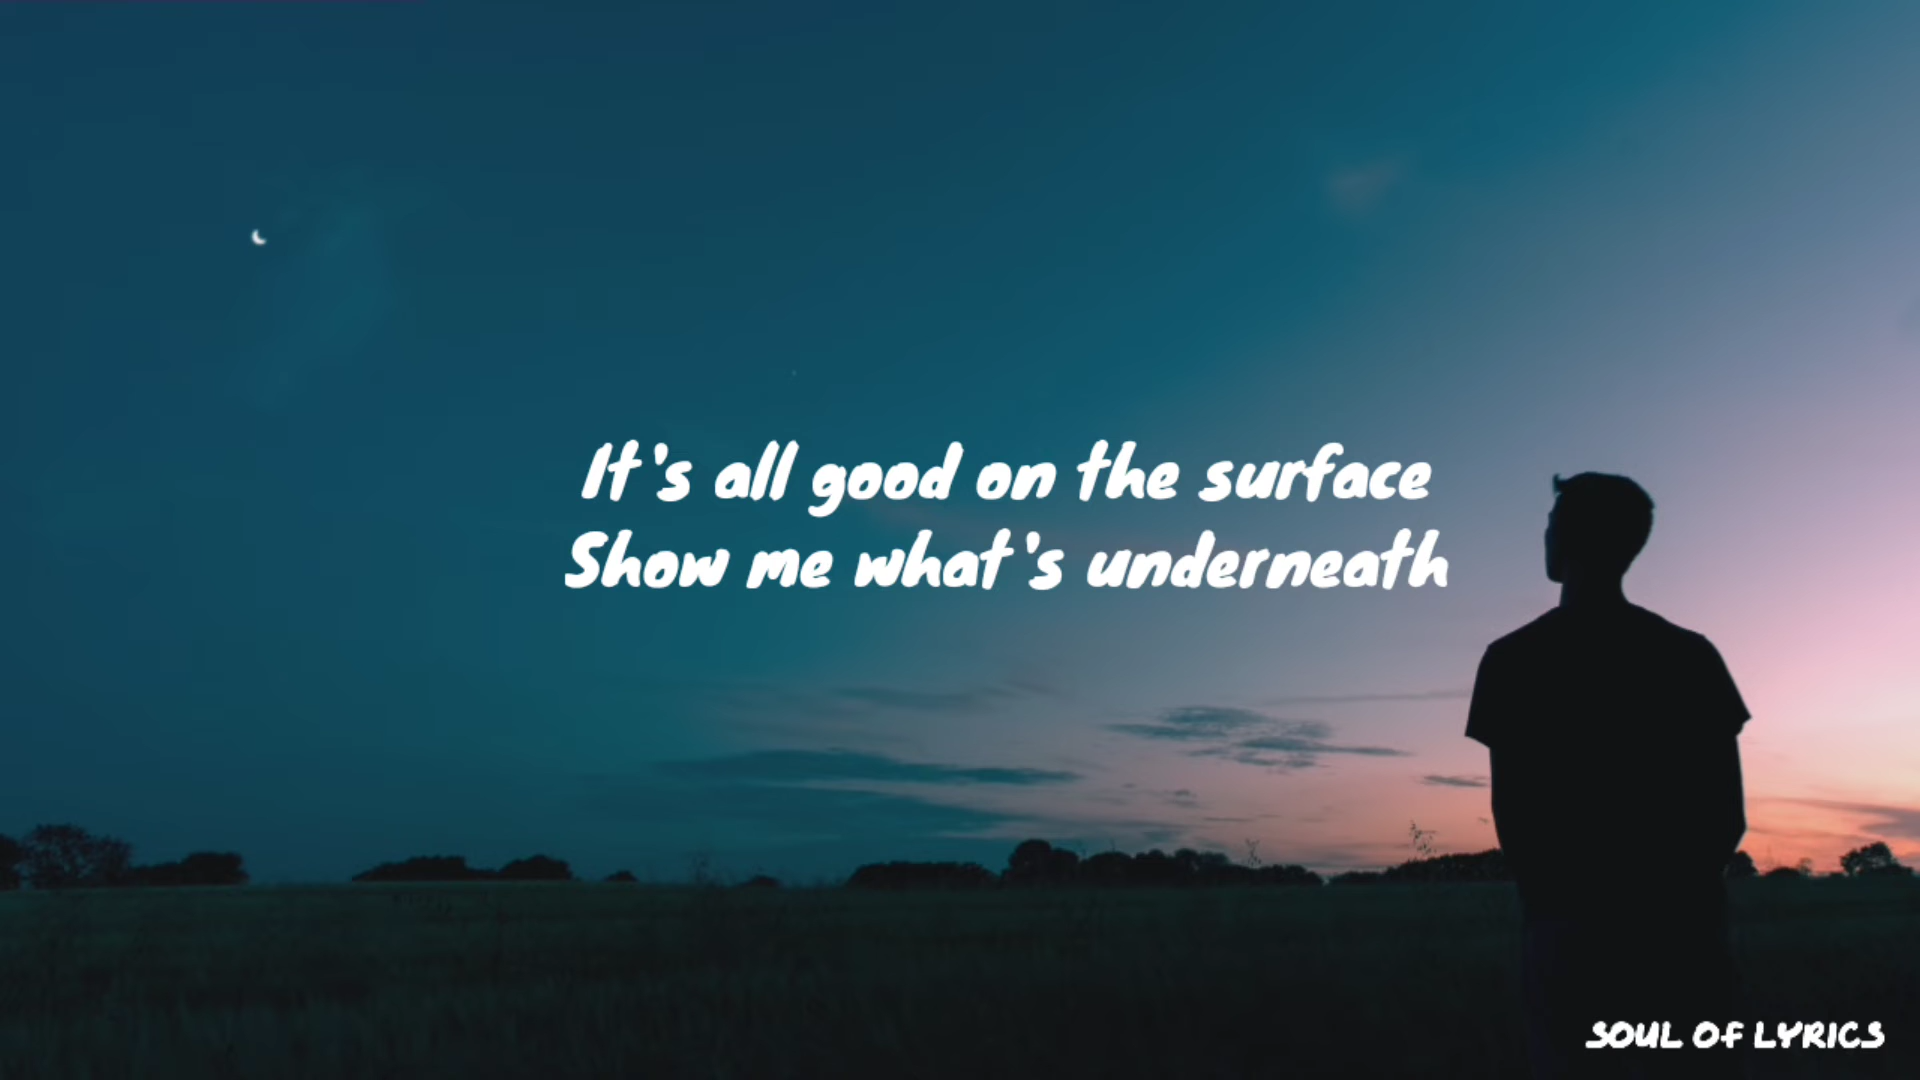 It's all good on the surface
Show me what's underneath
SOUL OF LYRICS